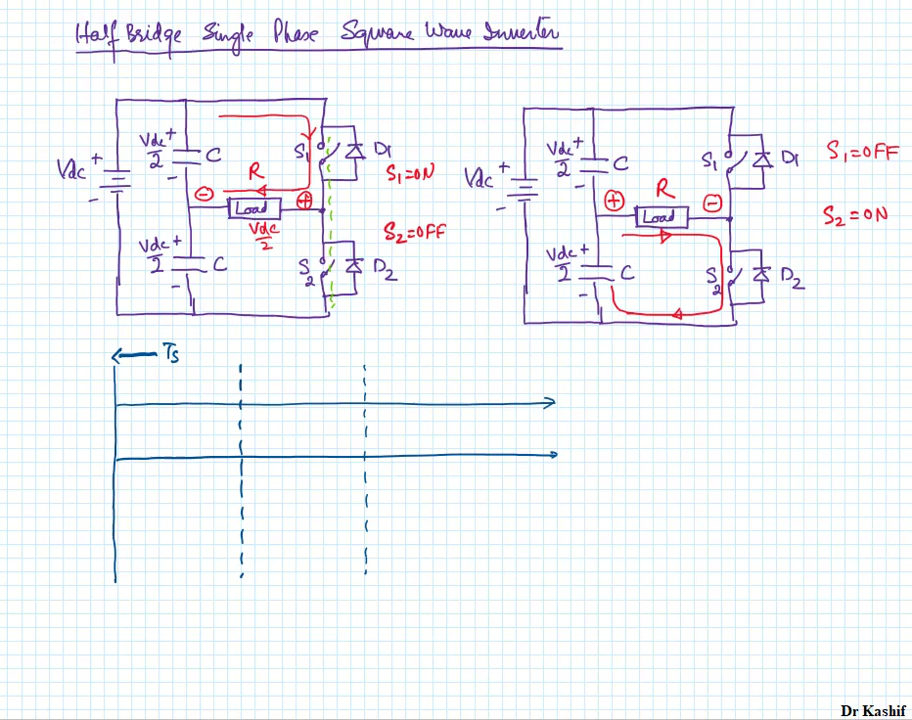 Half Bridge Single Phase Square Wave Inverter
Vdc + -
Vdc/2 + - C
S1 D1
S1=ON
R
⊖ Load ⊕
Vdc/2
S2=OFF
Vdc/2 + - C
S2 D2
Vdc + -
Vdc/2 + - C
S1 D1
S1=OFF
R
⊕ Load ⊖
S2=ON
Vdc/2 + - C
S2 D2
Ts
Dr Kashif